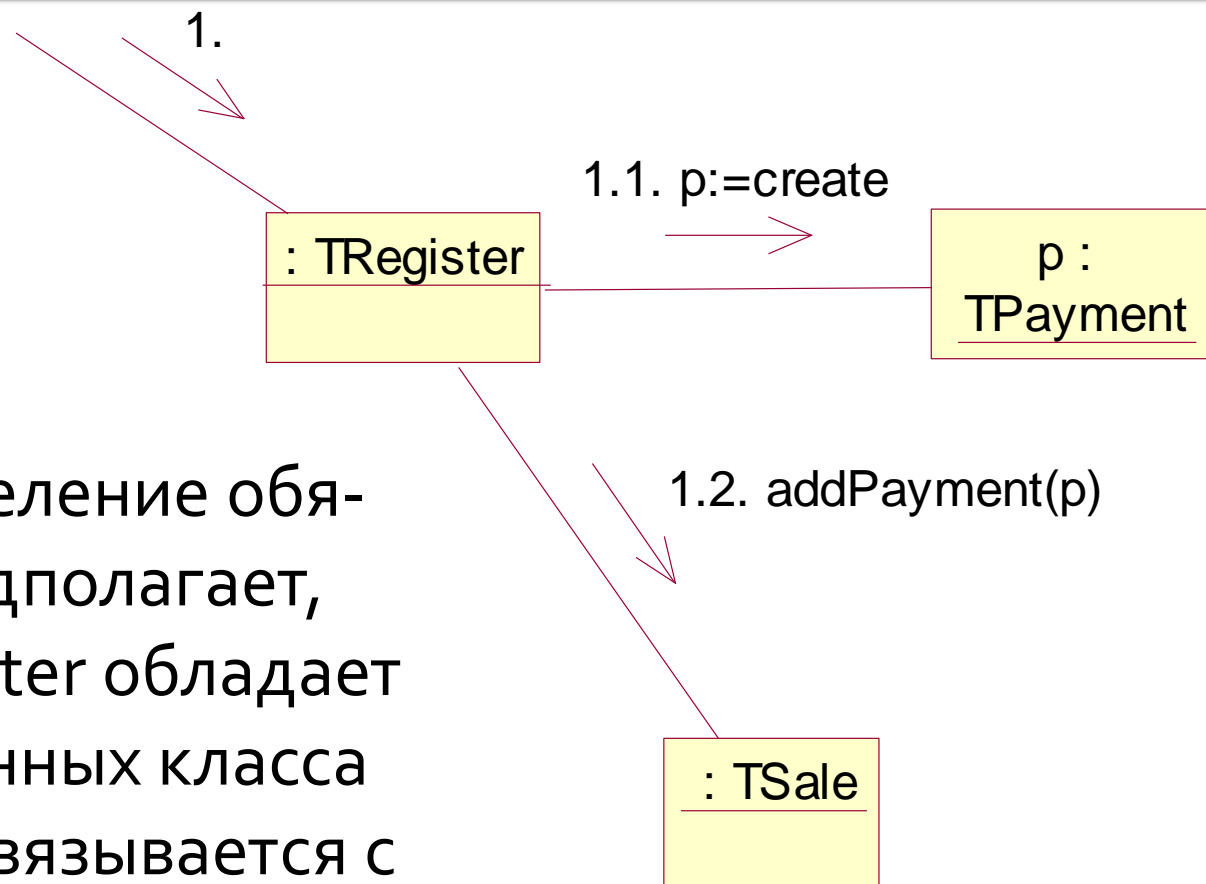 1.
1.1. p:=create
: TRegister
p :
TPayment
1.2. addPayment(p)
еление обя-
дполагает,
ter обладает
нных класса
вязывается с
: TSale